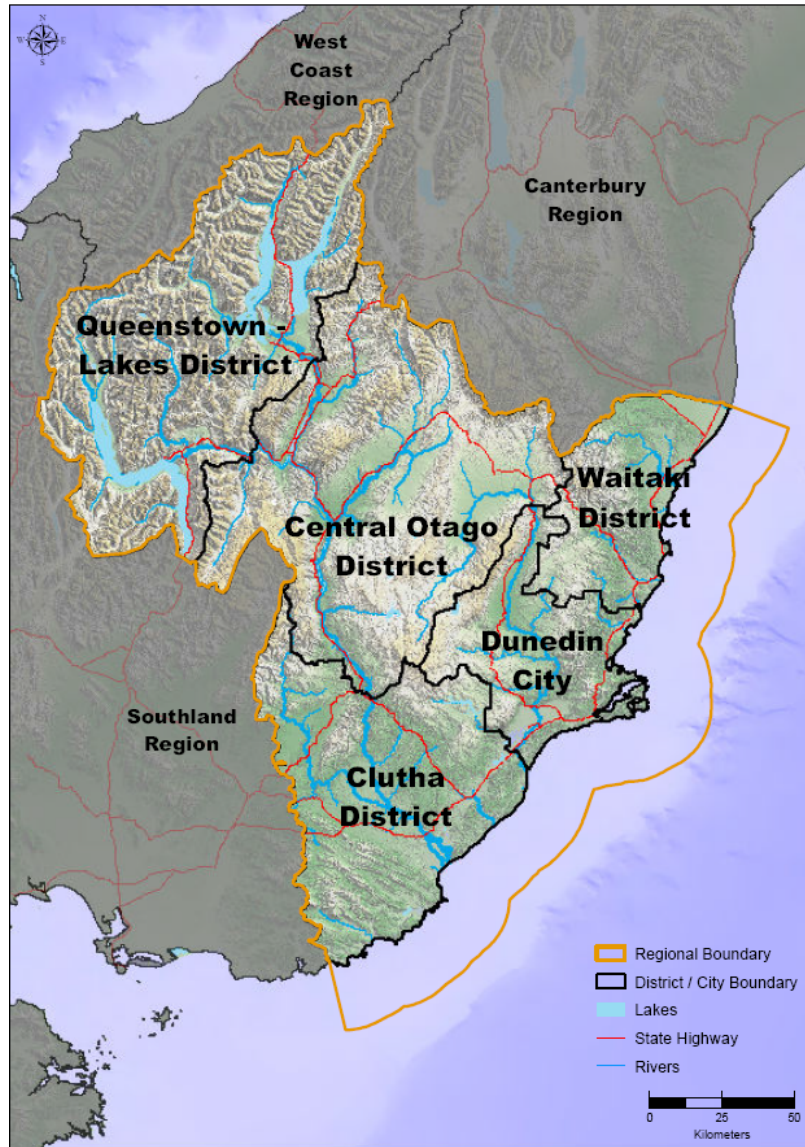 N
W E
S
West
Coast
Region
Canterbury
Region
Queenstown -
Lakes District
Waitaki
District
Central Otago
District
Dunedin
City
Southland
Region
Clutha
District
Regional Boundary
District / City Boundary
Lakes
State Highway
Rivers
0 25 50
Kilometers